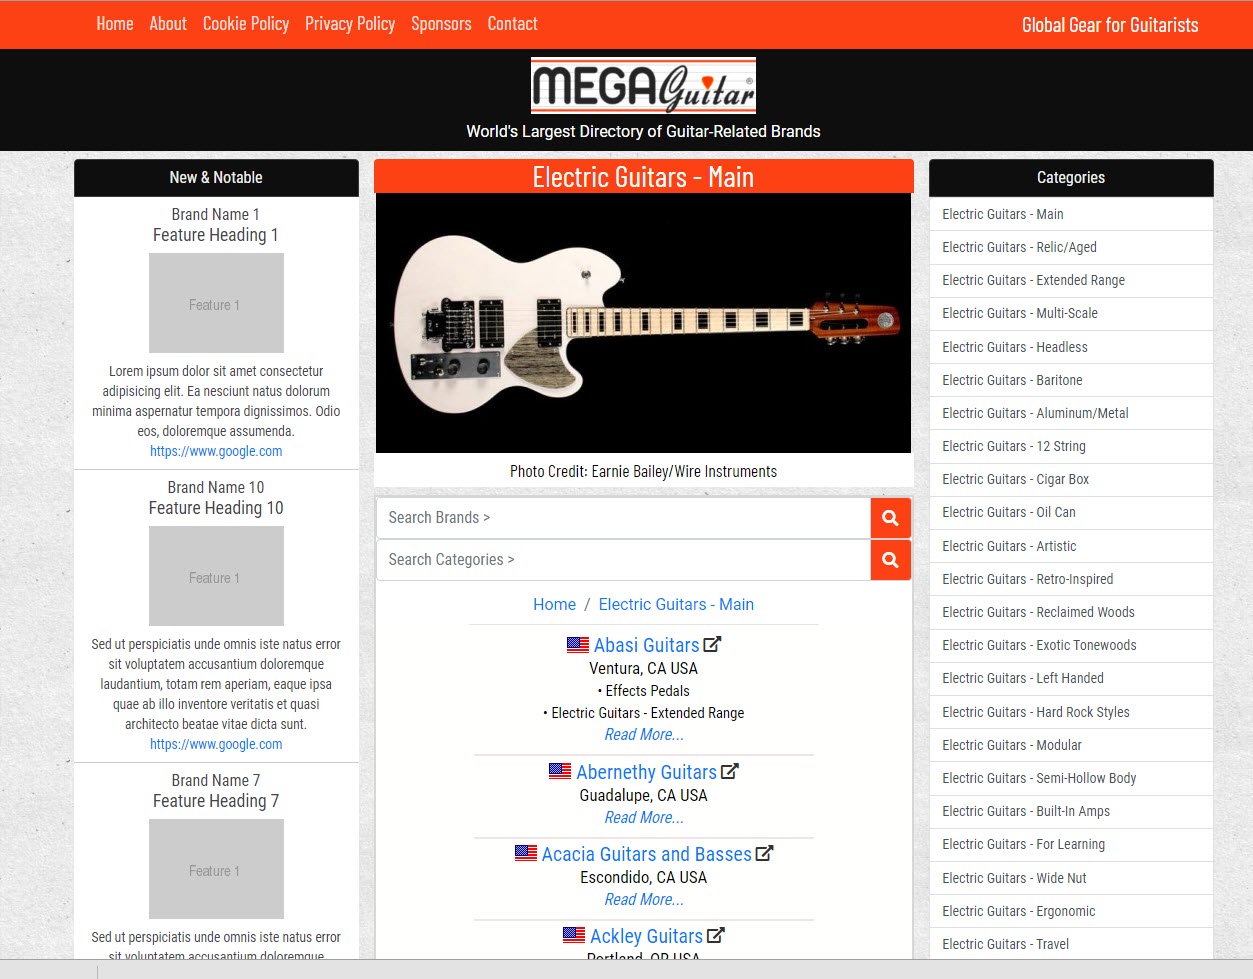 Home About Cookie Policy Privacy Policy Sponsors Contact
Global Gear for Guitarists
MEGA Guitar ®
World's Largest Directory of Guitar-Related Brands
New & Notable
Brand Name 1
Feature Heading 1
Feature 1
Lorem ipsum dolor sit amet consectetur
adipisicing elit. Ea nesciunt natus dolorum
minima aspernatur tempora dignissimos. Odio
eos, doloremque assumenda.
https://www.google.com
Brand Name 10
Feature Heading 10
Feature 1
Sed ut perspiciatis unde omnis iste natus error
sit voluptatem accusantium doloremque
laudantium, totam rem aperiam, eaque ipsa
quae ab illo inventore veritatis et quasi
architecto beatae vitae dicta sunt.
https://www.google.com
Brand Name 7
Feature Heading 7
Feature 1
Sed ut perspiciatis unde omnis iste natus error
sit voluptatem accusantium doloremque
Electric Guitars - Main
Photo Credit: Earnie Bailey/Wire Instruments
Search Brands >
Search Categories >
Home / Electric Guitars - Main
Abasi Guitars
Ventura, CA USA
• Effects Pedals
• Electric Guitars - Extended Range
Read More...
Abernethy Guitars
Guadalupe, CA USA
Read More...
Acacia Guitars and Basses
Escondido, CA USA
Read More...
Ackley Guitars
Portland, OR USA
Categories
Electric Guitars - Main
Electric Guitars - Relic/Aged
Electric Guitars - Extended Range
Electric Guitars - Multi-Scale
Electric Guitars - Headless
Electric Guitars - Baritone
Electric Guitars - Aluminum/Metal
Electric Guitars - 12 String
Electric Guitars - Cigar Box
Electric Guitars - Oil Can
Electric Guitars - Artistic
Electric Guitars - Retro-Inspired
Electric Guitars - Reclaimed Woods
Electric Guitars - Exotic Tonewoods
Electric Guitars - Left Handed
Electric Guitars - Hard Rock Styles
Electric Guitars - Modular
Electric Guitars - Semi-Hollow Body
Electric Guitars - Built-In Amps
Electric Guitars - For Learning
Electric Guitars - Wide Nut
Electric Guitars - Ergonomic
Electric Guitars - Travel